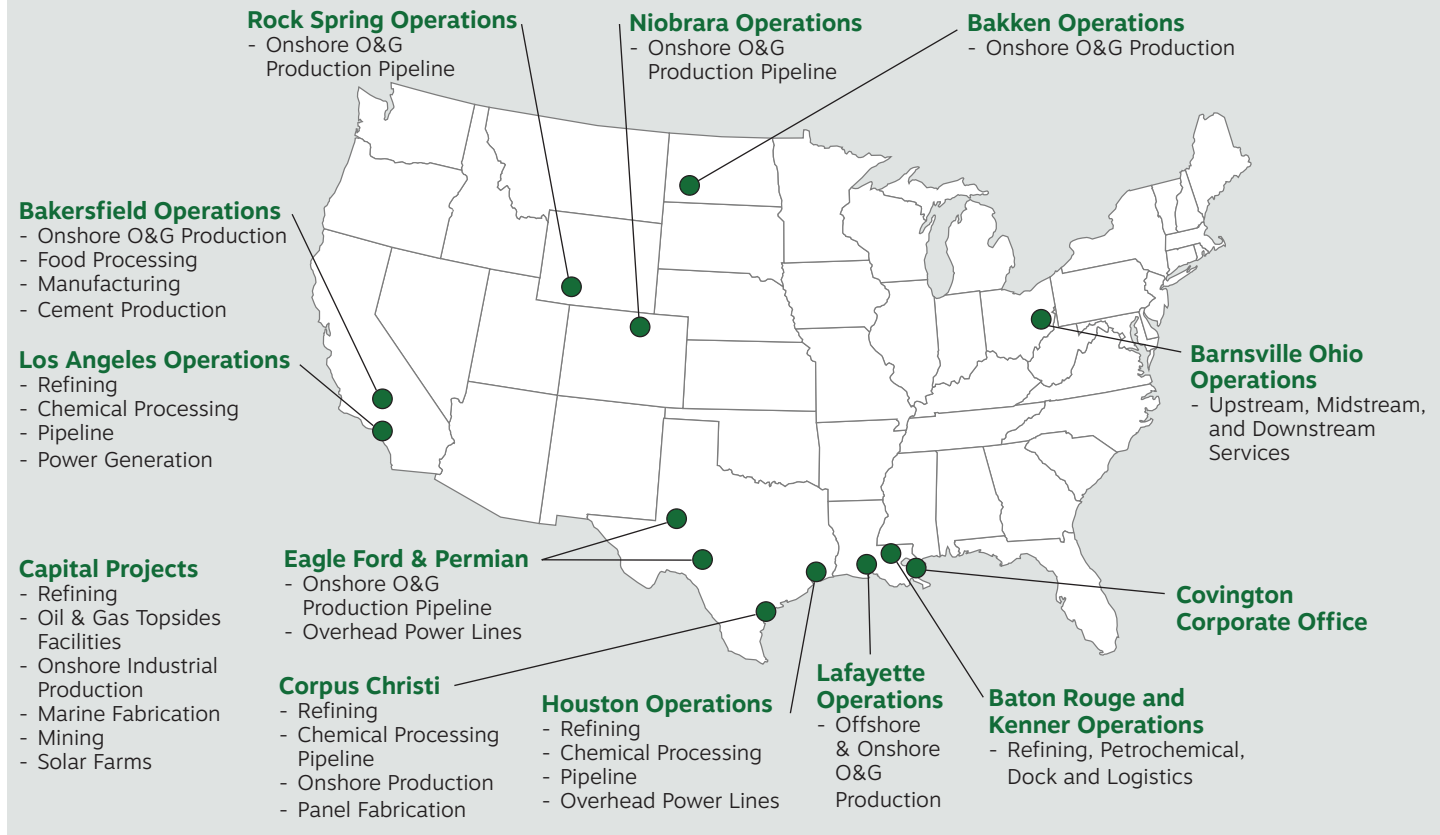 Rock Spring Operations
- Onshore O&G
Production Pipeline
Niobrara Operations
- Onshore O&G
Production Pipeline
Bakken Operations
- Onshore O&G Production
Bakersfield Operations
- Onshore O&G Production
- Food Processing
- Manufacturing
- Cement Production
Los Angeles Operations
- Refining
- Chemical Processing
- Pipeline
- Power Generation
Barnsville Ohio
Operations
- Upstream, Midstream,
and Downstream
Services
Capital Projects
- Refining
- Oil & Gas Topsides
Facilities
- Onshore Industrial
Production
- Marine Fabrication
- Mining
- Solar Farms
Eagle Ford & Permian
- Onshore O&G
Production Pipeline
- Overhead Power Lines
Corpus Christi
- Refining
- Chemical Processing
Pipeline
- Onshore Production
- Panel Fabrication
Houston Operations
- Refining
- Chemical Processing
- Pipeline
- Overhead Power Lines
Lafayette
Operations
- Offshore
& Onshore
O&G
Production
Baton Rouge and
Kenner Operations
- Refining, Petrochemical,
Dock and Logistics
Covington
Corporate Office